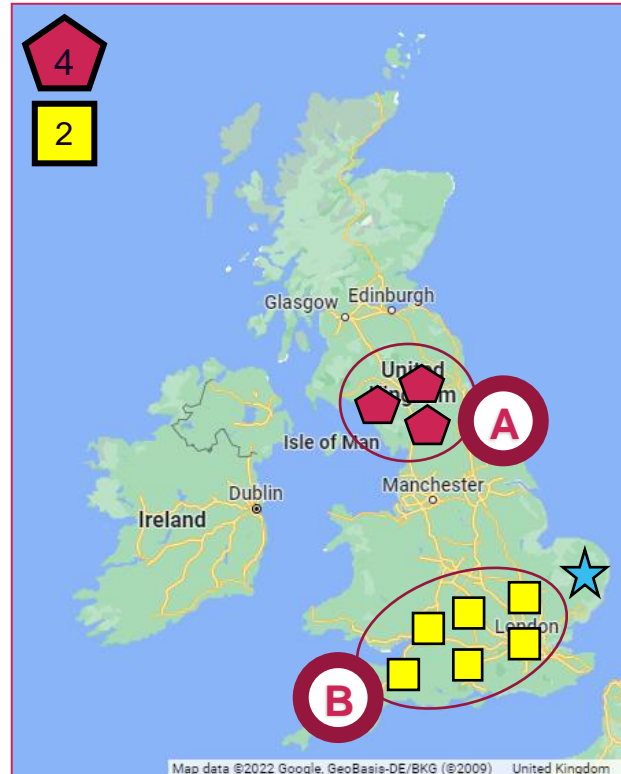 4
2
Glasgow
Edinburgh
United
Kingdom
A
Isle of Man
Manchester
Dublin
Ireland
London
B
Map data ©2022 Google, GeoBasis-DE/BKG (©2009) United Kingdom